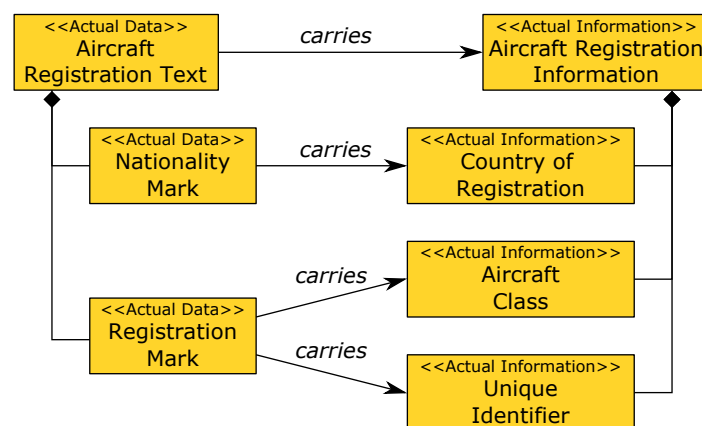 <<Actual Data>>
Aircraft
Registration Text
carries
<<Actual Information>>
Aircraft Registration
Information
<<Actual Data>>
Nationality
Mark
carries
<<Actual Information>>
Country of
Registration
<<Actual Data>>
Registration
Mark
carries
<<Actual Information>>
Aircraft
Class
carries
<<Actual Information>>
Unique
Identifier